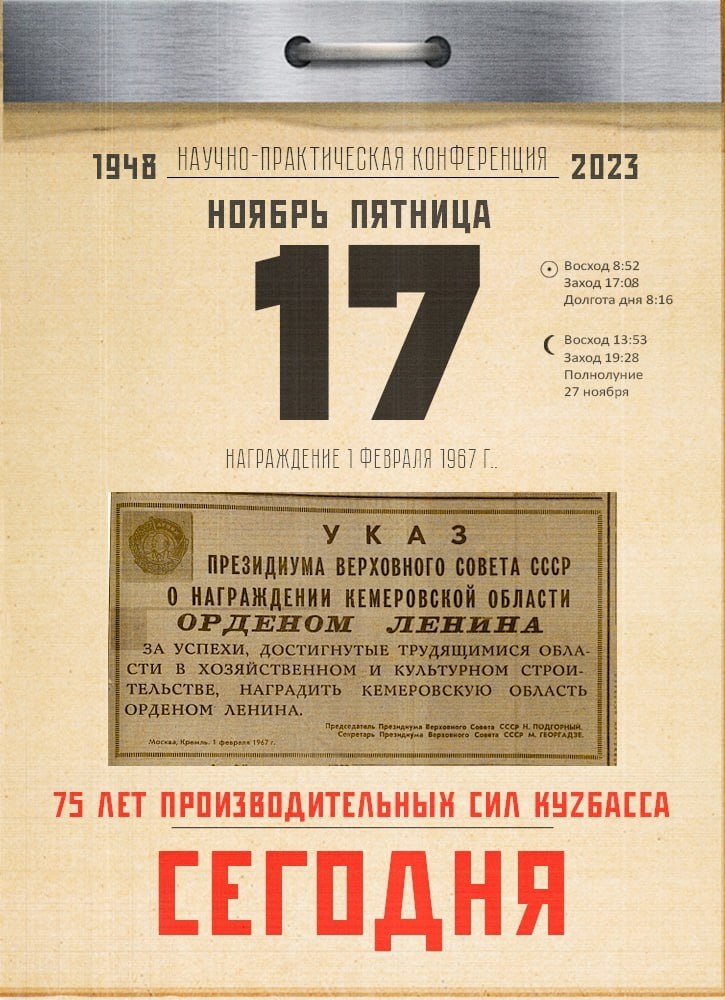 1948 НАУЧНО-ПРАКТИЧЕСКАЯ КОНФЕРЕНЦИЯ 2023
НОЯБРЬ ПЯТНИЦА
17
Восход 8:52
Заход 17:08
Долгота дня 8:16
Восход 13:53
Заход 19:28
Полнолуние
27 ноября
НАГРАЖДЕНИЕ 1 ФЕВРАЛЯ 1967 Г..
УКАЗ
ПРЕЗИДИУМА ВЕРХОВНОГО СОВЕТА СССР
О НАГРАЖДЕНИИ КЕМЕРОВСКОЙ ОБЛАСТИ
ОРДЕНОМ ЛЕНИНА
ЗА УСПЕХИ, ДОСТИГНУТЫЕ ТРУДЯЩИМИСЯ ОБЛА-
СТИ В ХОЗЯЙСТВЕННОМ И КУЛЬТУРНОМ СТРОИ-
ТЕЛЬСТВЕ, НАГРАДИТЬ КЕМЕРОВСКУЮ ОБЛАСТЬ
ОРДЕНОМ ЛЕНИНА.
Председатель Президиума Верховного Совета СССР Н. ПОДГОРНЫЙ.
Секретарь Президиума Верховного Совета СССР М. ГЕОРГАДЗЕ.
Москва, Кремль. 1 февраля 1967 г.
75 ЛЕТ ПРОИЗВОДИТЕЛЬНЫХ СИЛ КУZБАССА
СЕГОДНЯ